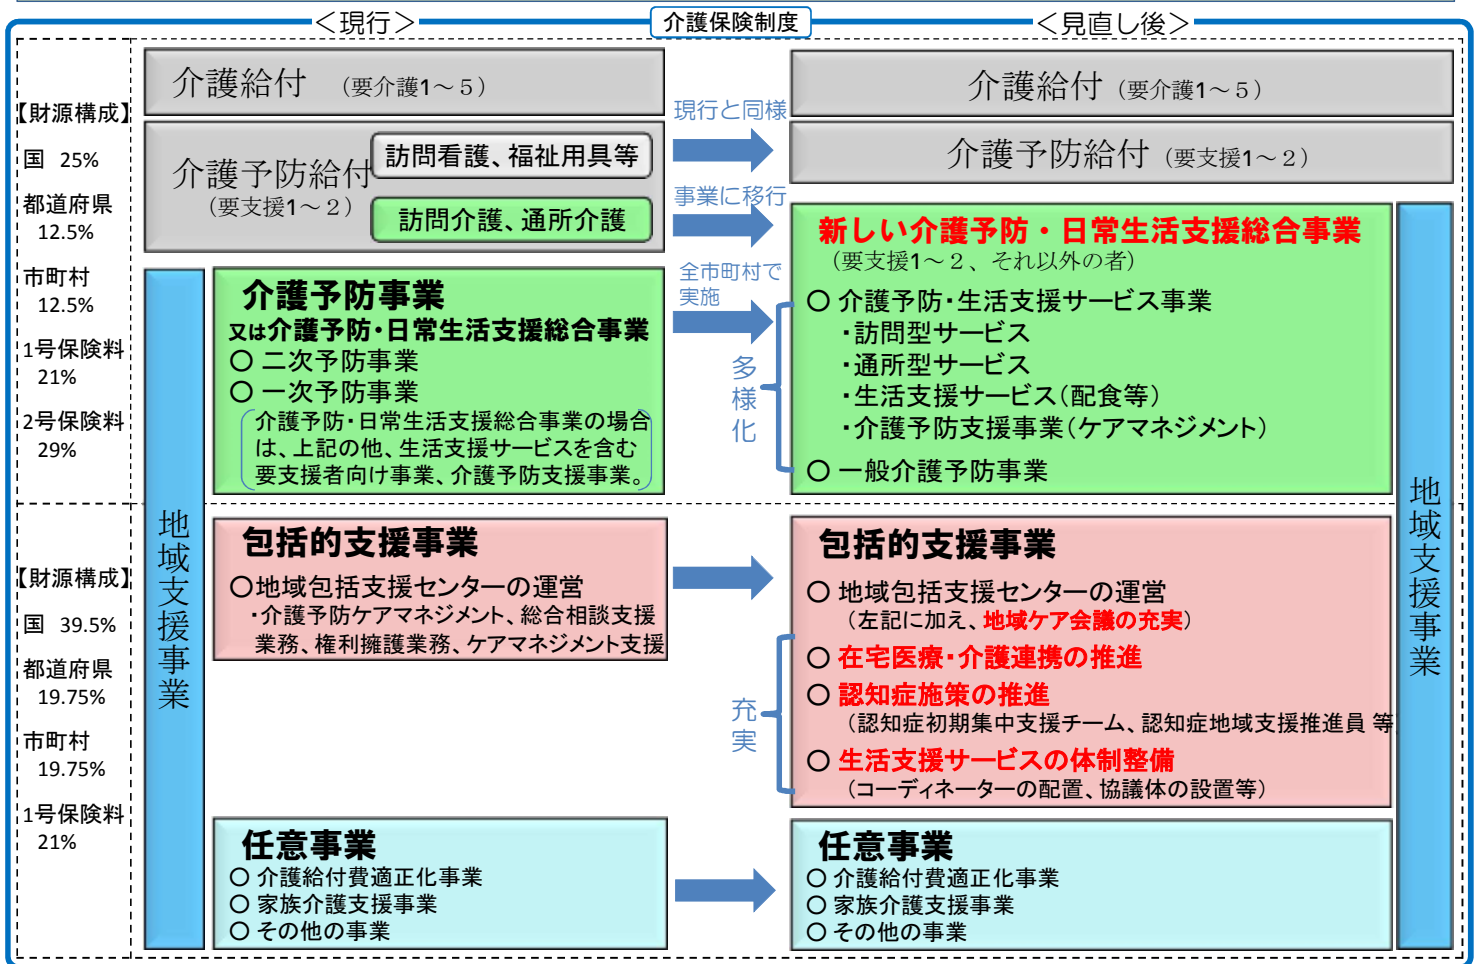 ＜現行＞
介護保険制度
＜見直し後＞
【財源構成】
国 25%
都道府県
12.5%
市町村
12.5%
1号保険料
21%
2号保険料
29%
【財源構成】
国 39.5%
都道府県
19.75%
市町村
19.75%
1号保険料
21%
介護給付 （要介護1～５）
介護予防給付
（要支援1～２）
訪問看護、福祉用具等
訪問介護、通所介護
地域支援事業
介護予防事業
又は介護予防・日常生活支援総合事業
○ 二次予防事業
○ 一次予防事業
介護予防・日常生活支援総合事業の場合
は、上記の他、生活支援サービスを含む
要支援者向け事業、介護予防支援事業。
包括的支援事業
○地域包括支援センターの運営
・介護予防ケアマネジメント、総合相談支援
業務、権利擁護業務、ケアマネジメント支援
任意事業
○ 介護給付費適正化事業
○ 家族介護支援事業
○ その他の事業
現行と同様
事業に移行
全市町村で
実施
多様化
充実
介護給付 （要介護1～５）
介護予防給付 （要支援1～２）
新しい介護予防・日常生活支援総合事業
（要支援1～２、それ以外の者）
○ 介護予防・生活支援サービス事業
・訪問型サービス
・通所型サービス
・生活支援サービス（配食等）
・介護予防支援事業（ケアマネジメント）
○ 一般介護予防事業
包括的支援事業
○ 地域包括支援センターの運営
（左記に加え、地域ケア会議の充実）
○ 在宅医療・介護連携の推進
○ 認知症施策の推進
（認知症初期集中支援チーム、認知症地域支援推進員 等
○ 生活支援サービスの体制整備
（コーディネーターの配置、協議体の設置等）
任意事業
○ 介護給付費適正化事業
○ 家族介護支援事業
○ その他の事業
地域支援事業